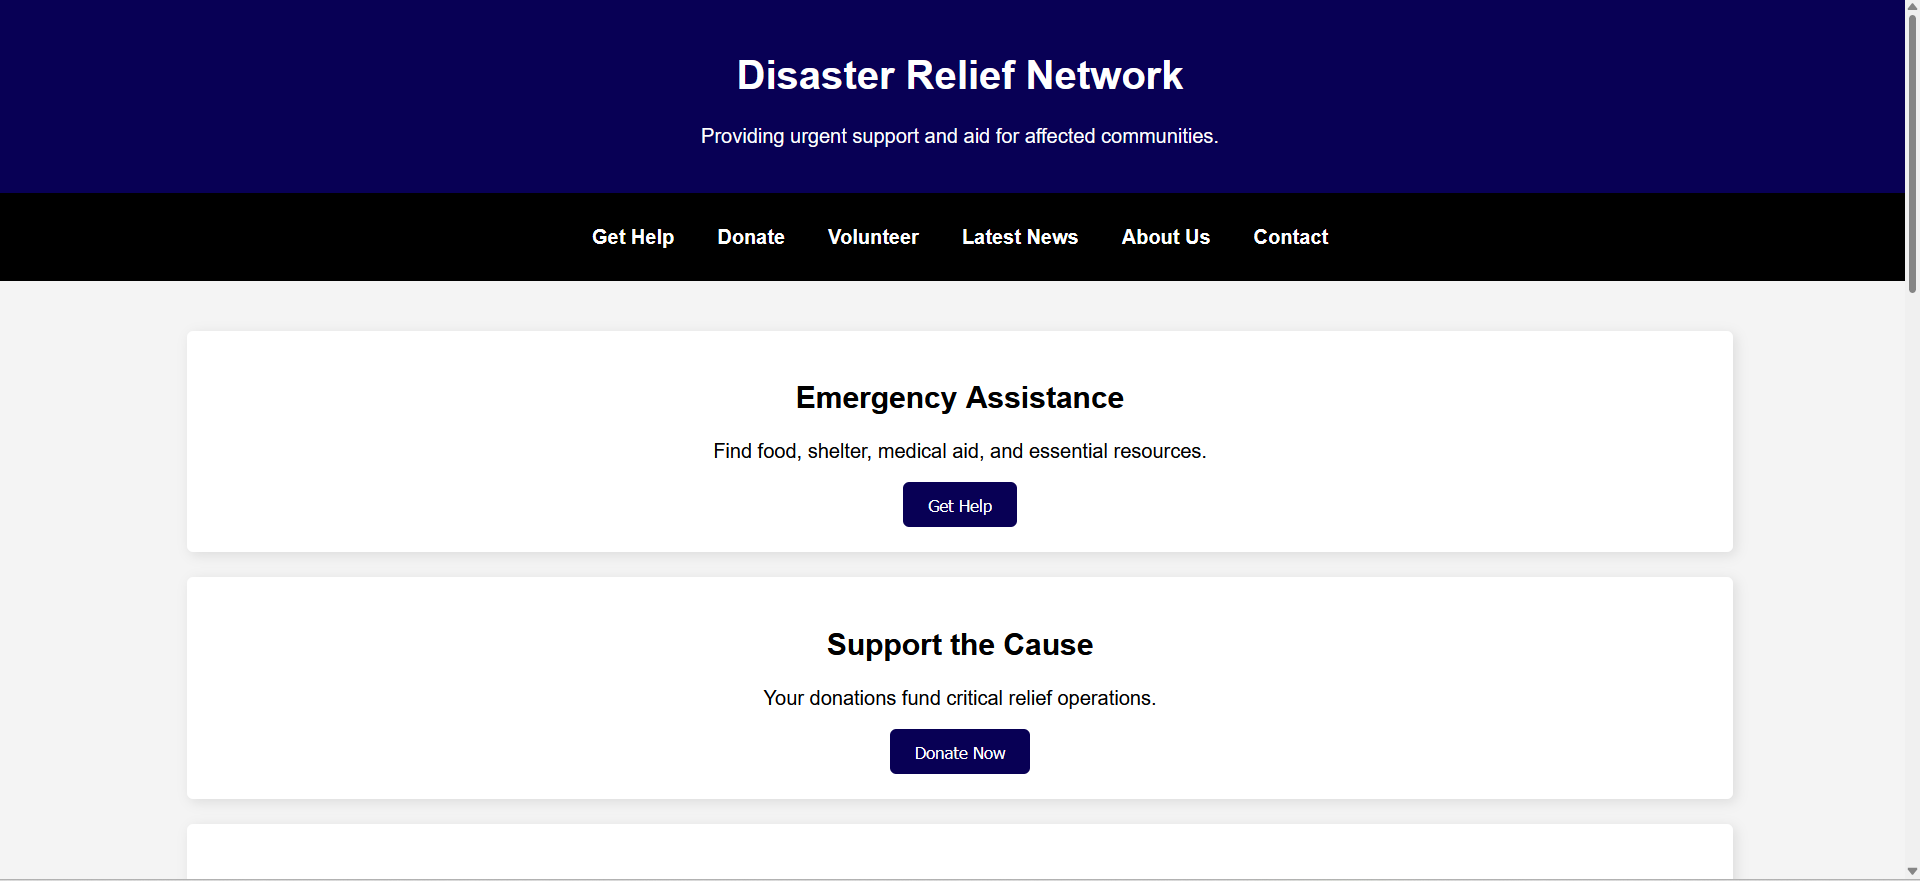 Disaster Relief Network
Providing urgent support and aid for affected communities.
Get Help Donate Volunteer Latest News About Us Contact
Emergency Assistance
Find food, shelter, medical aid, and essential resources.
Get Help
Support the Cause
Your donations fund critical relief operations.
Donate Now